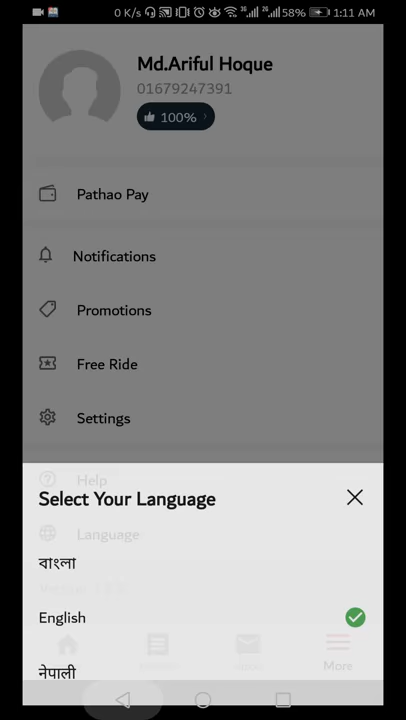 0 K/s 58% 1:11 AM
Md.Ariful Hoque
01679247391
100%
Pathao Pay
Notifications
Promotions
Free Ride
Settings
Help
Select Your Language
Language
বাংলা
English
नेपाली
More